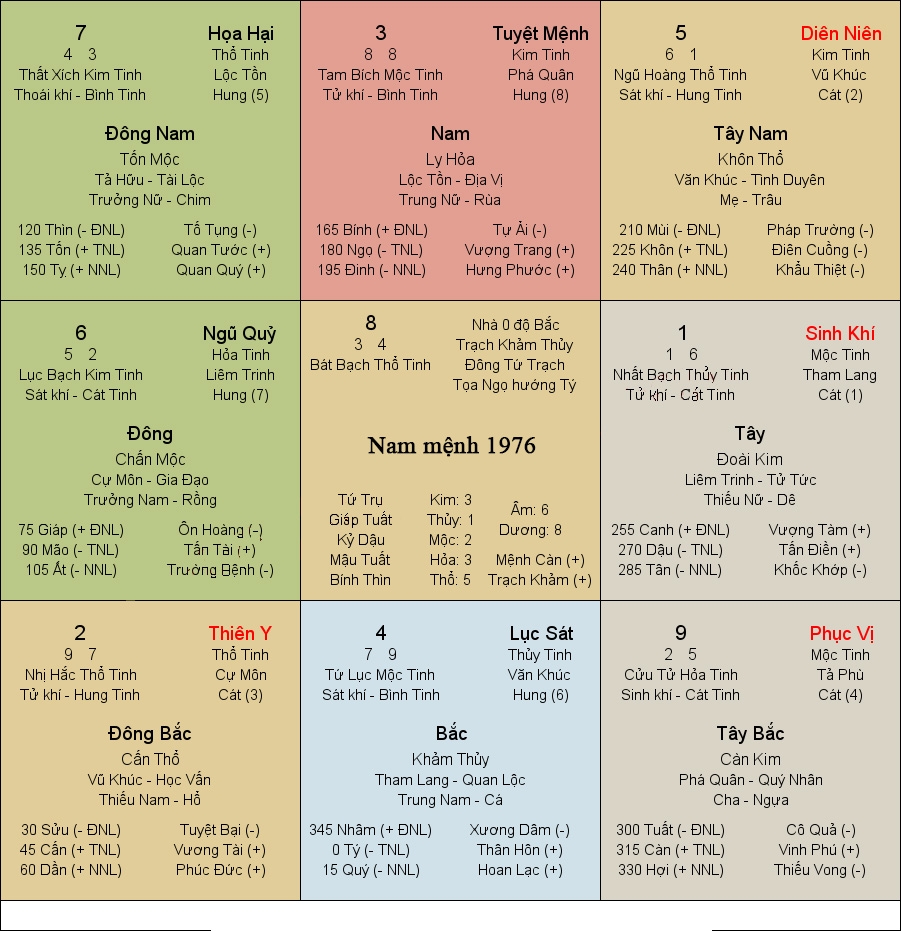 7 Họa Hại
4 3 Thổ Tinh
Thất Xích Kim Tinh Lộc Tồn
Thoái khí - Bình Tinh Hung (5)
Đông Nam
Tốn Mộc
Tả Hữu - Tài Lộc
Trưởng Nữ - Chim
120 Thìn (- ĐNL) Tố Tụng (-)
135 Tốn (+ TNL) Quan Tước (+)
150 Tỵ (+ NNL) Quan Quý (+)
3 Tuyệt Mệnh
8 8 Kim Tinh
Tam Bích Mộc Tinh Phá Quân
Tử khí - Bình Tinh Hung (8)
Nam
Ly Hỏa
Lộc Tồn - Địa Vị
Trung Nữ - Rùa
165 Bính (+ ĐNL) Tự Ải (-)
180 Ngọ (- TNL) Vượng Trang (+)
195 Đinh (- NNL) Hưng Phước (+)
5 Diên Niên
6 1 Kim Tinh
Ngũ Hoàng Thổ Tinh Vũ Khúc
Sát khí - Hung Tinh Cát (2)
Tây Nam
Khôn Thổ
Văn Khúc - Tình Duyên
Mẹ - Trâu
210 Mùi (- ĐNL) Pháp Trường (-)
225 Khôn (+ TNL) Điên Cuồng (-)
240 Thân (+ NNL) Khẩu Thiệt (-)
6 Ngũ Quỷ
5 2 Hỏa Tinh
Lục Bạch Kim Tinh Liêm Trinh
Sát khí - Cát Tinh Hung (7)
Đông
Chấn Mộc
Cự Môn - Gia Đạo
Trưởng Nam - Rồng
75 Giáp (+ ĐNL) Ôn Hoàng (-)
90 Mão (- TNL) Tấn Tài (+)
105 Ất (- NNL) Trường Bệnh (-)
8 Nhà 0 độ Bắc
3 4 Trạch Khảm Thủy
Bát Bạch Thổ Tinh Đông Tứ Trạch
Tọa Ngọ hướng Tý
Nam mệnh 1976
Tứ Trụ Kim: 3
Giáp Tuất Thủy: 1 Âm: 6
Kỷ Dậu Mộc: 2 Dương: 8
Mậu Tuất Hỏa: 3 Mệnh Càn (+)
Bính Thìn Thổ: 5 Trạch Khảm (+)
1 Sinh Khí
1 6 Mộc Tinh
Nhất Bạch Thủy Tinh Tham Lang
Tử khí - Cát Tinh Cát (1)
Tây
Đoài Kim
Liêm Trinh - Tử Tức
Thiếu Nữ - Dê
255 Canh (+ ĐNL) Vượng Tàm (+)
270 Dậu (- TNL) Tấn Điền (+)
285 Tân (- NNL) Khốc Khớp (-)
2 Thiên Y
9 7 Thổ Tinh
Nhị Hắc Thổ Tinh Cự Môn
Tử khí - Hung Tinh Cát (3)
Đông Bắc
Cấn Thổ
Vũ Khúc - Học Vấn
Thiếu Nam - Hổ
30 Sửu (- ĐNL) Tuyệt Bại (-)
45 Cấn (+ TNL) Vương Tài (+)
60 Dần (+ NNL) Phúc Đức (+)
4 Lục Sát
7 9 Thủy Tinh
Tứ Lục Mộc Tinh Văn Khúc
Sát khí - Bình Tinh Hung (6)
Bắc
Khảm Thủy
Tham Lang - Quan Lộc
Trung Nam - Cá
345 Nhâm (+ ĐNL) Xương Dâm (-)
0 Tý (- TNL) Thân Hôn (+)
15 Quý (- NNL) Hoan Lạc (+)
9 Phục Vị
2 5 Mộc Tinh
Cửu Tử Hỏa Tinh Tả Phù
Sinh khí - Cát Tinh Cát (4)
Tây Bắc
Càn Kim
Phá Quân - Quý Nhân
Cha - Ngựa
300 Tuất (- ĐNL) Cô Quả (-)
315 Càn (+ TNL) Vinh Phú (+)
330 Hợi (+ NNL) Thiếu Vong (-)